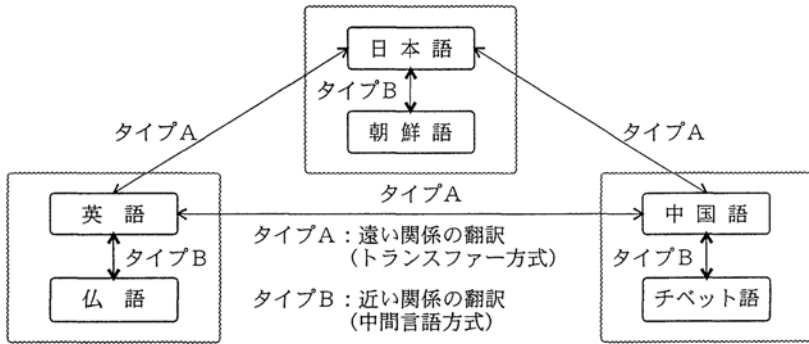 日本語
タイプB
朝鮮語
タイプA
タイプA
タイプA
英語
タイプB
仏語
中国語
タイプB
チベット語
タイプA：遠い関係の翻訳
（トランスファー方式）
タイプB：近い関係の翻訳
（中間言語方式）